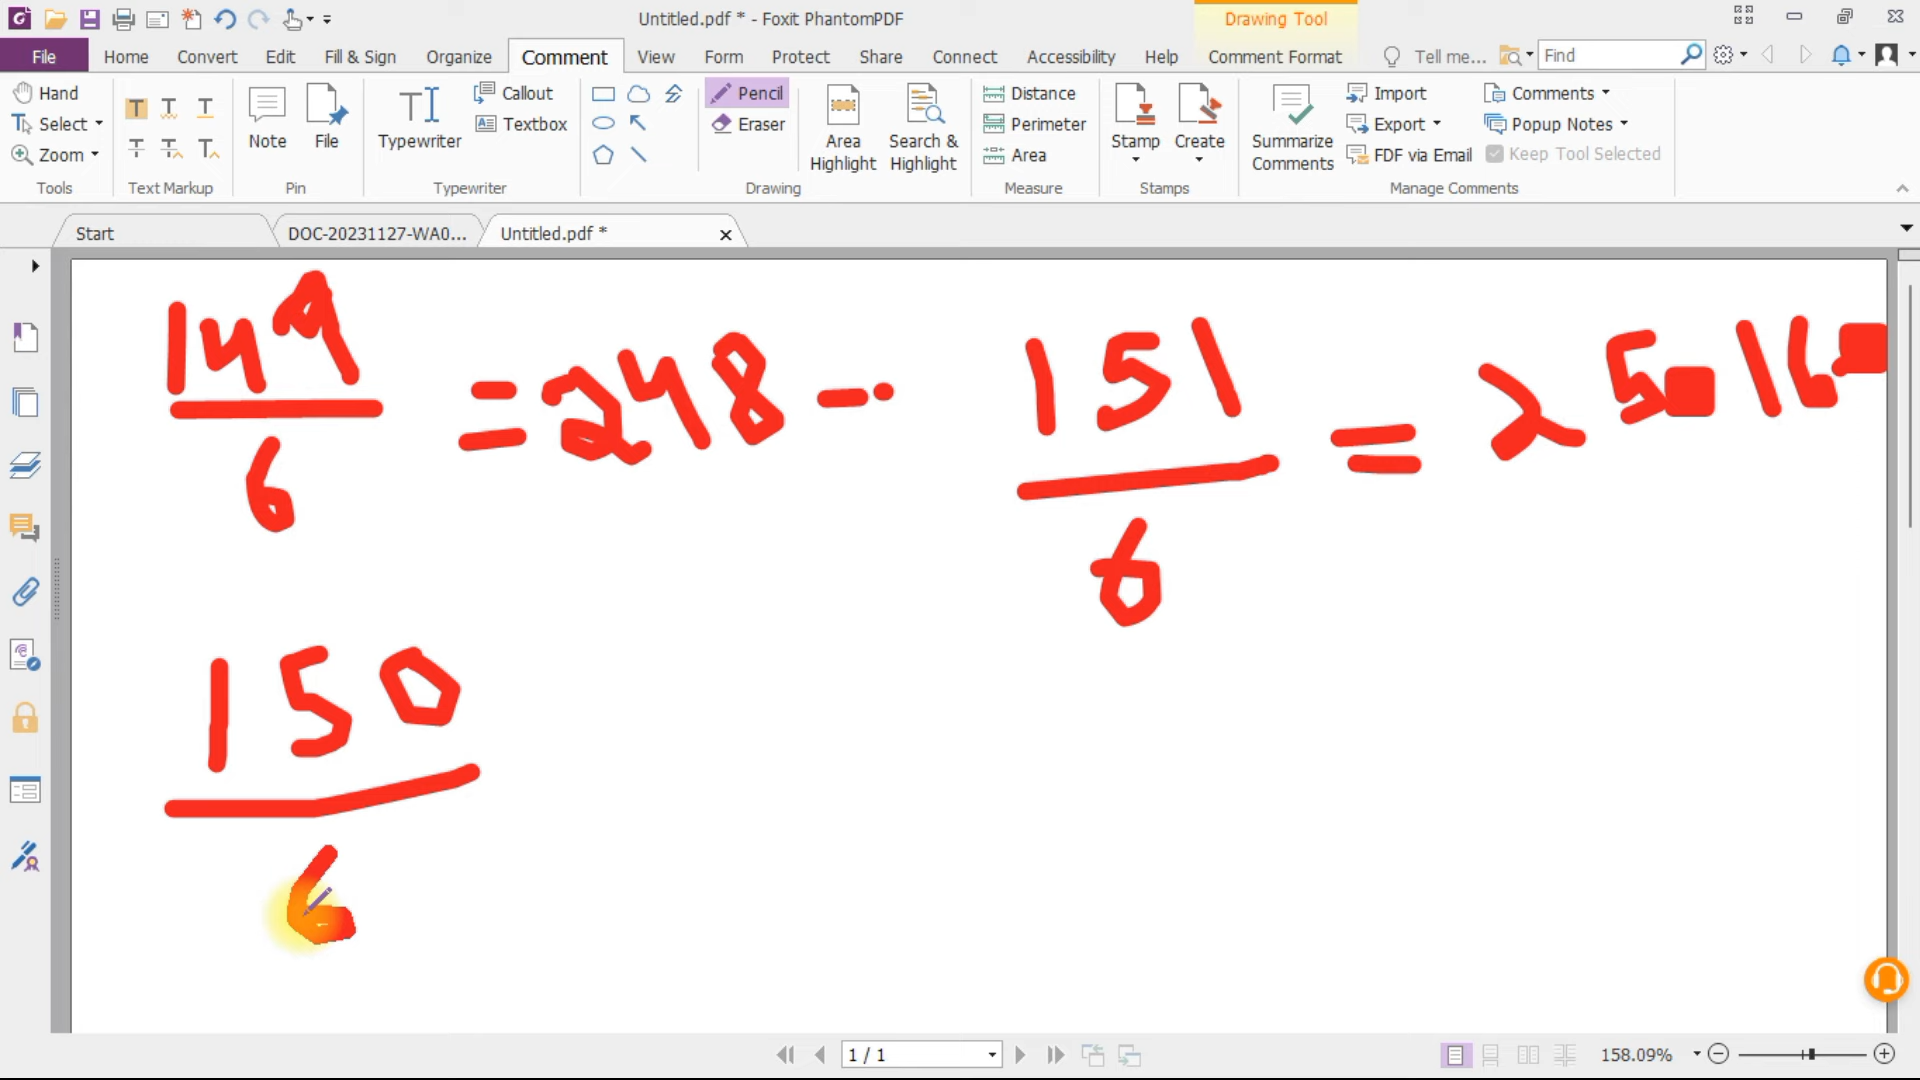 Untitled.pdf * - Foxit PhantomPDF
Drawing Tool
File Home Convert Edit Fill & Sign Organize Comment View Form Protect Share Connect Accessibility Help Comment Format Tell me... Find
Hand
Select
Zoom
Tools
Text Markup
Note
File
Pin
Typewriter
Callout
Textbox
Typewriter
Pencil
Eraser
Drawing
Area Highlight
Search & Highlight
Distance
Perimeter
Area
Measure
Stamp
Create
Stamps
Summarize Comments
Import
Export
FDF via Email
Comments
Popup Notes
Keep Tool Selected
Manage Comments
Start
DOC-20231127-WA0...
Untitled.pdf *
149
6
= 248 - .
151
6
= 25.16.
150
6
1 / 1
158.09%